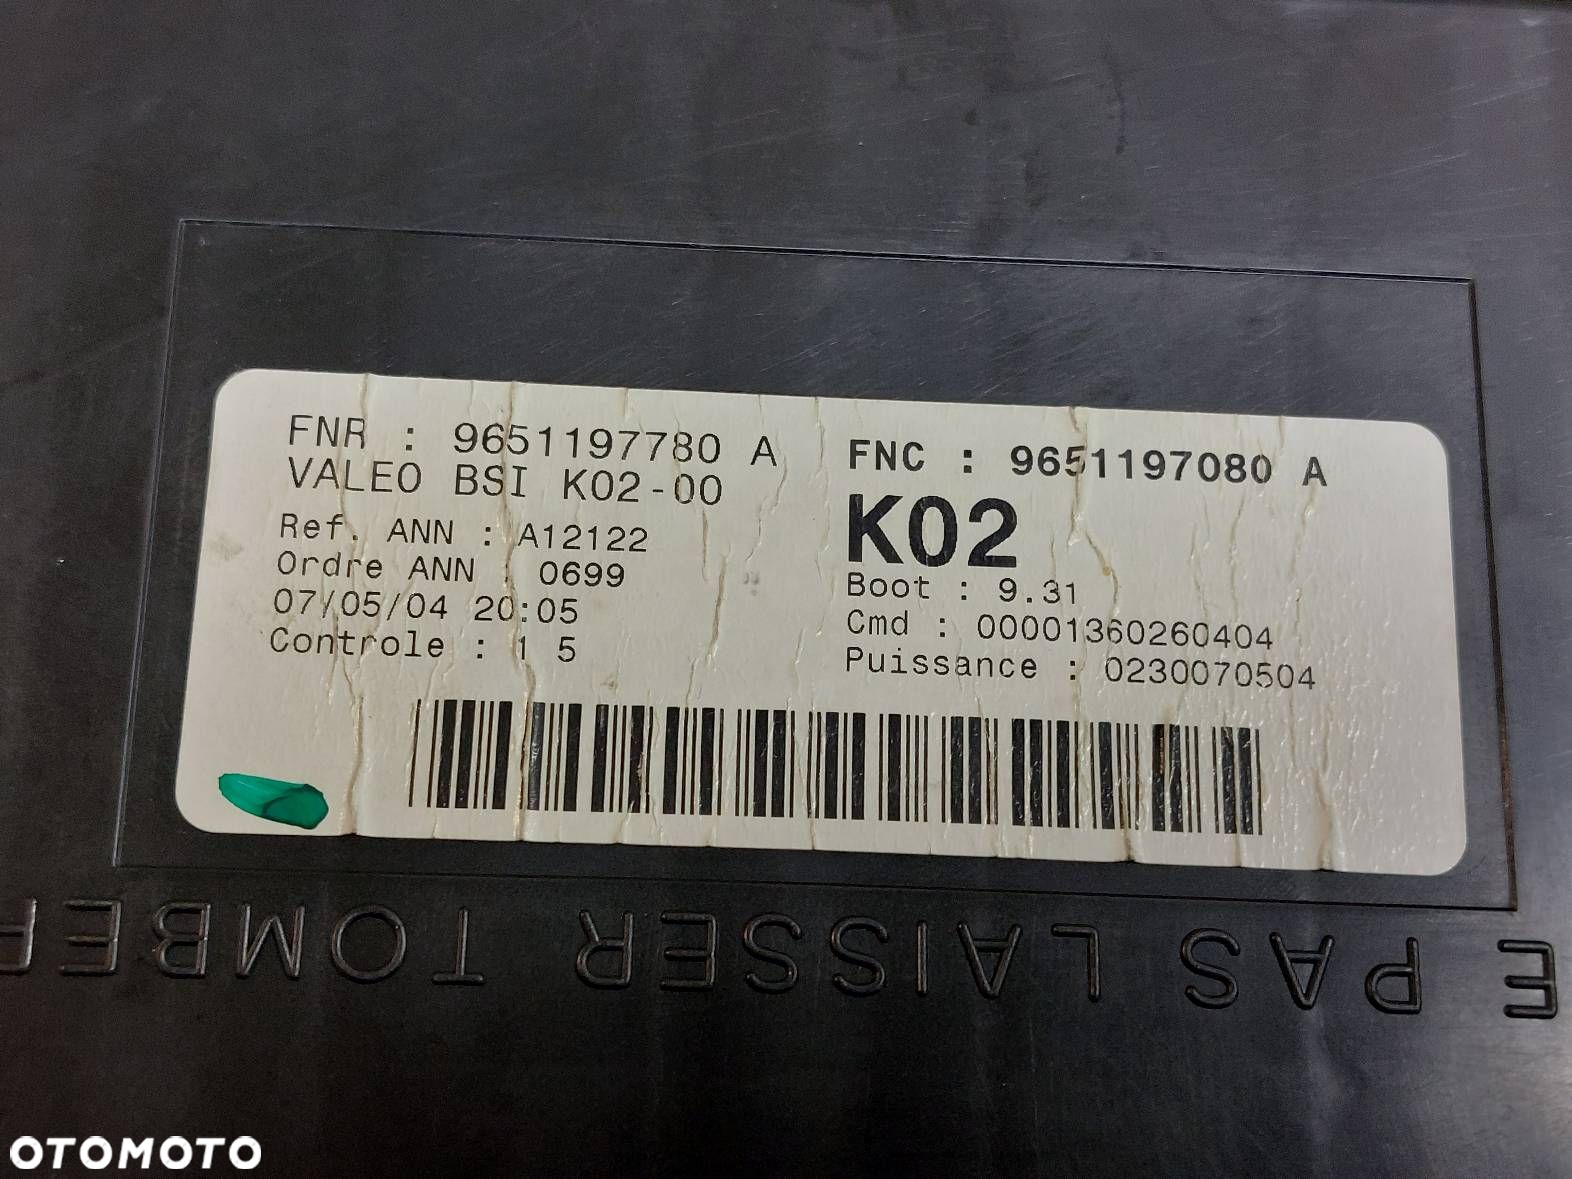 FNR : 9651197780 A
VALEO BSI K02-00
Ref. ANN : A12122
Ordre ANN : 0699
07/05/04 20:05
Controle : 1 5
FNC : 9651197080 A
K02
Boot : 9.31
Cmd : 00001360260404
Puissance : 0230070504
E PAS LAISSER TOMBER
OTOMOTO